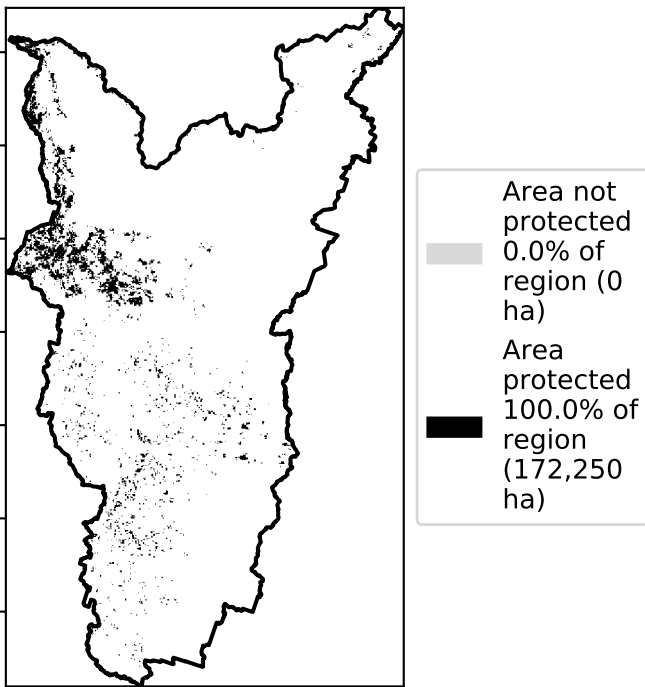 Area not
protected
0.0% of
region (0
ha)
Area
protected
100.0% of
region
(172,250
ha)